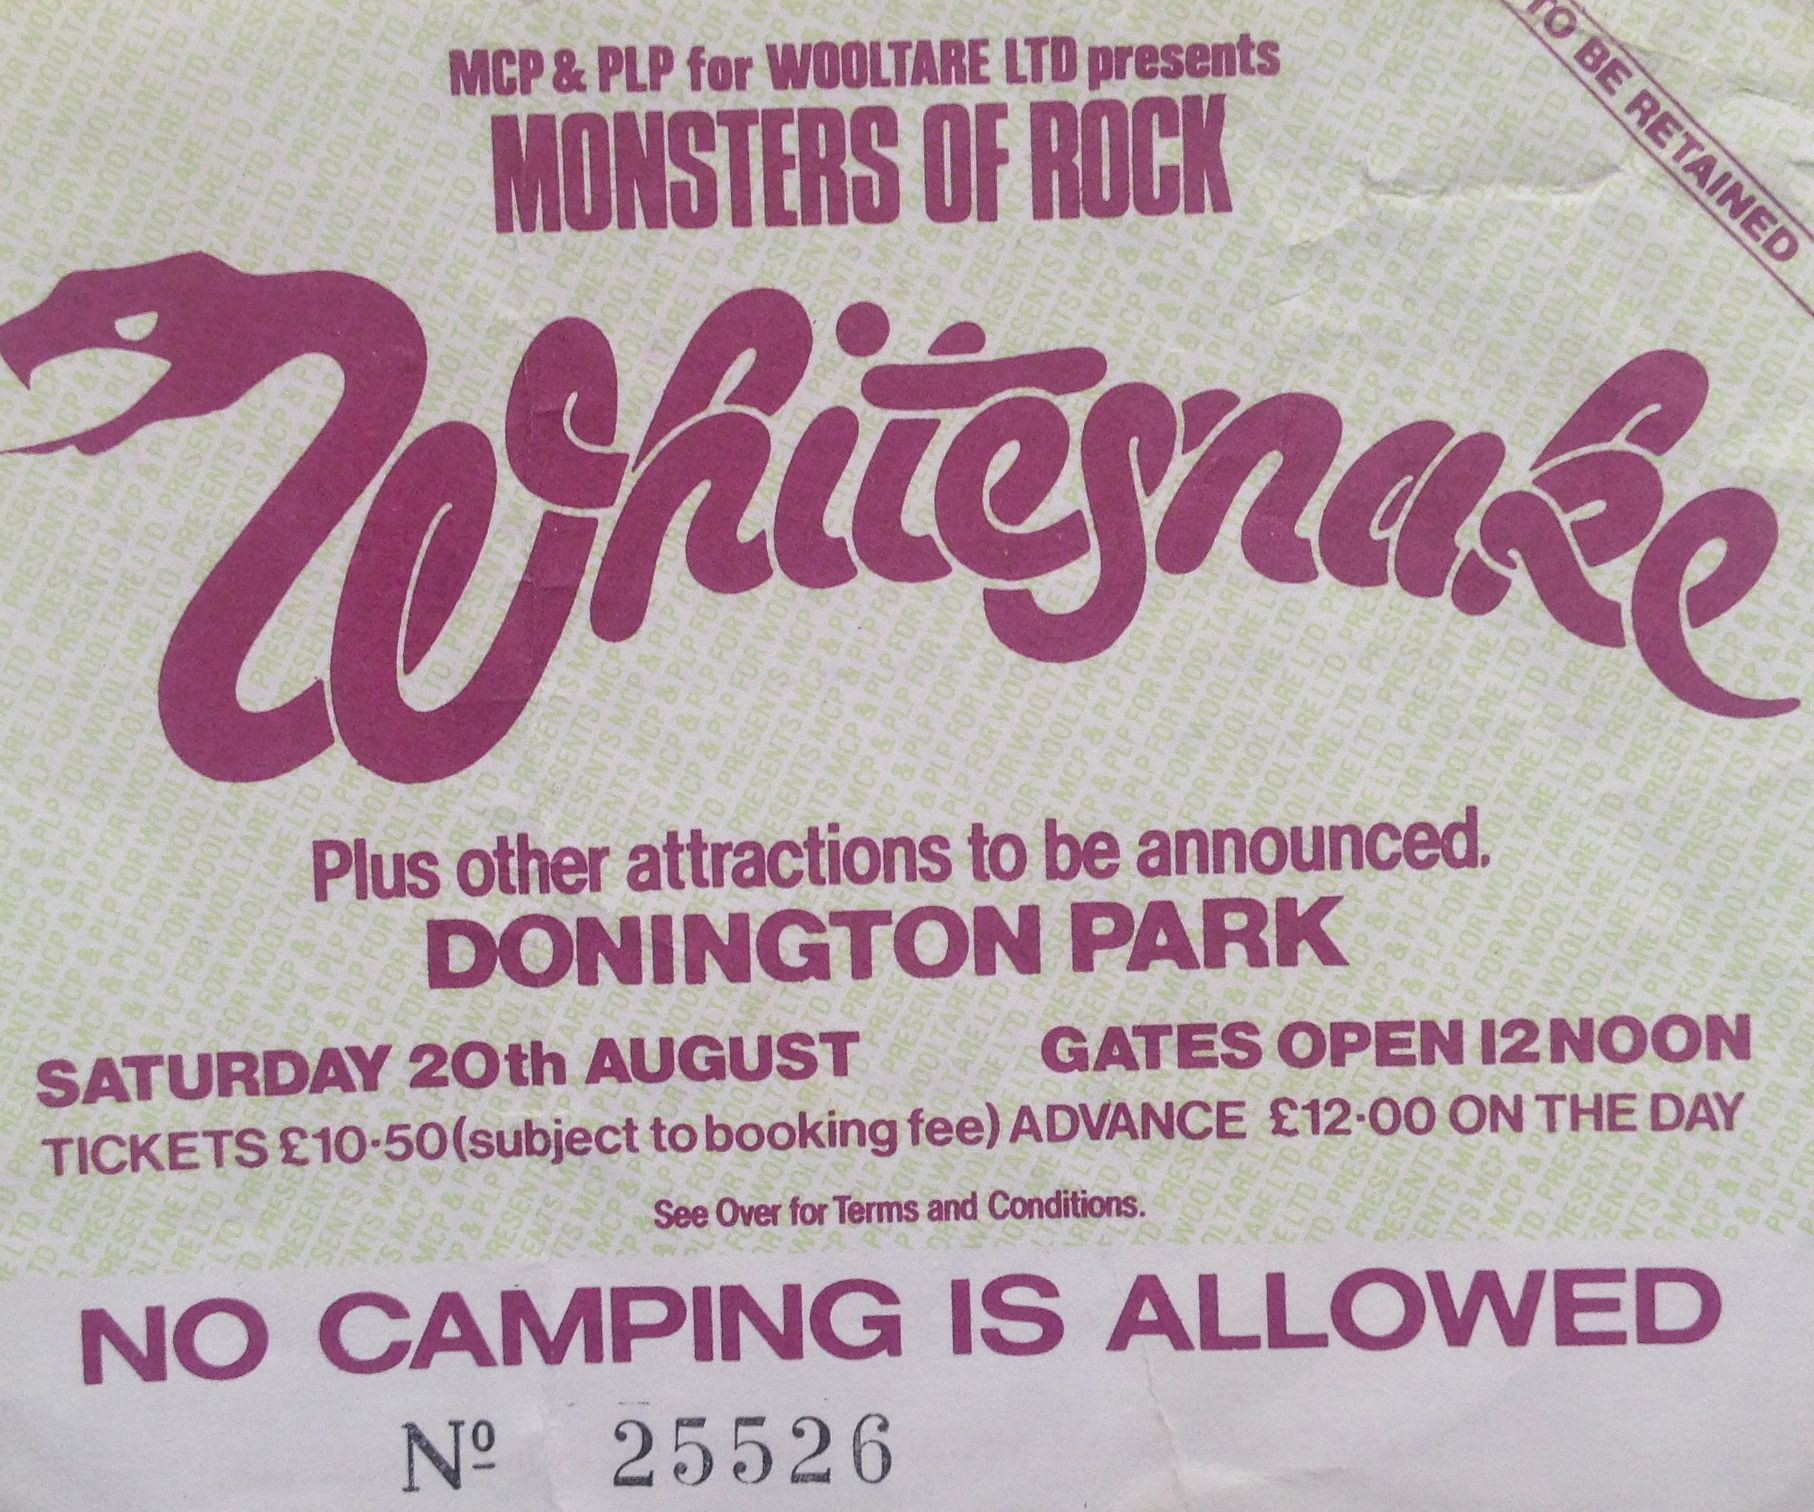 MCP & PLP for WOOLTARE LTD presents
MONSTERS OF ROCK
TO BE RETAINED
Whitesnake
Plus other attractions to be announced.
DONINGTON PARK
SATURDAY 20th AUGUST GATES OPEN 12 NOON
TICKETS £10·50 (subject to booking fee) ADVANCE £12·00 ON THE DAY
See Over for Terms and Conditions.
NO CAMPING IS ALLOWED
Nº 25526